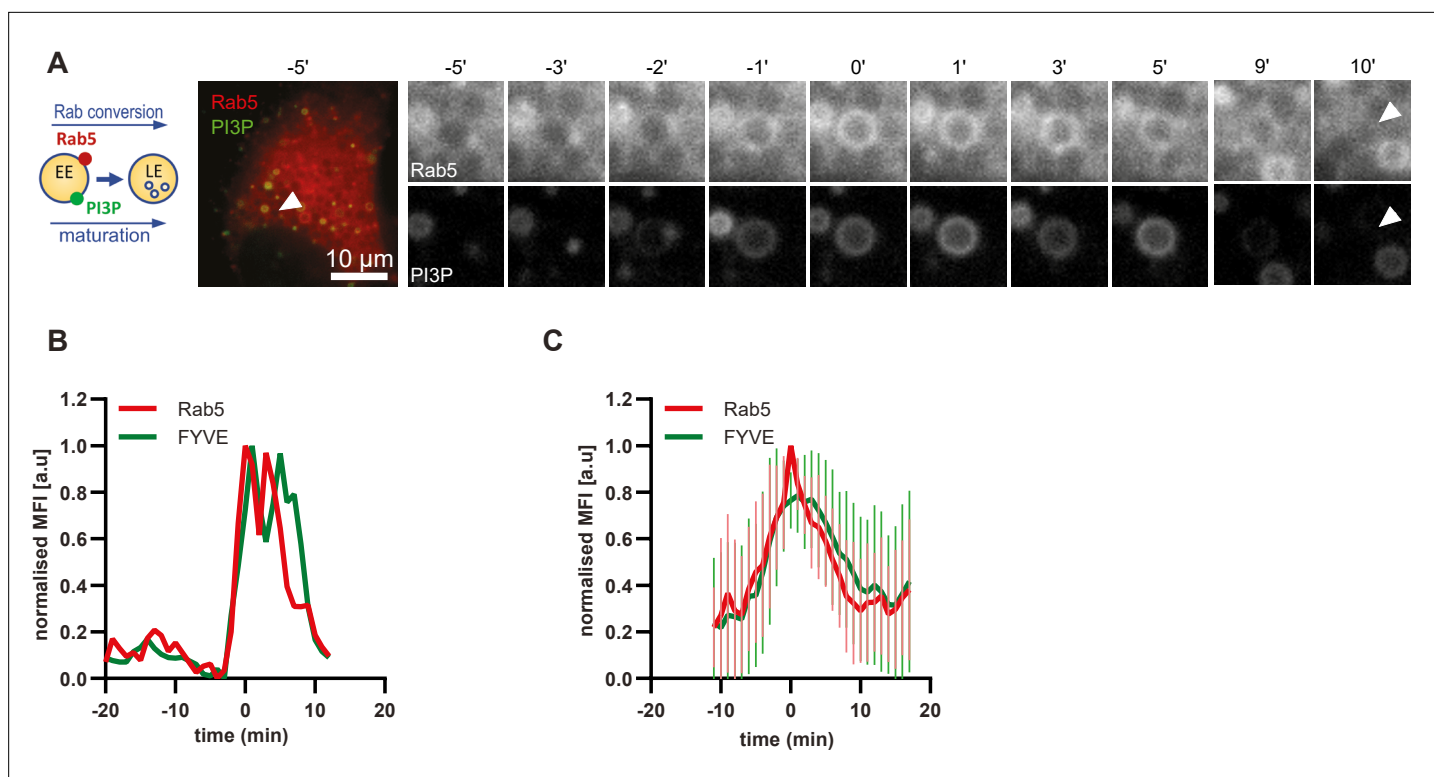 A
-5'
-5'
-3'
-2'
-1'
0'
1'
3'
5'
9'
10'
Rab conversion
Rab5
EE
LE
PI3P
maturation
Rab5
PI3P
10 µm
Rab5
PI3P
B
Rab5
FYVE
normalised MFI [a.u]
1.2
1.0
0.8
0.6
0.4
0.2
0.0
-20
-10
0
10
20
time (min)
C
Rab5
FYVE
normalised MFI [a.u]
1.2
1.0
0.8
0.6
0.4
0.2
0.0
-20
-10
0
10
20
time (min)